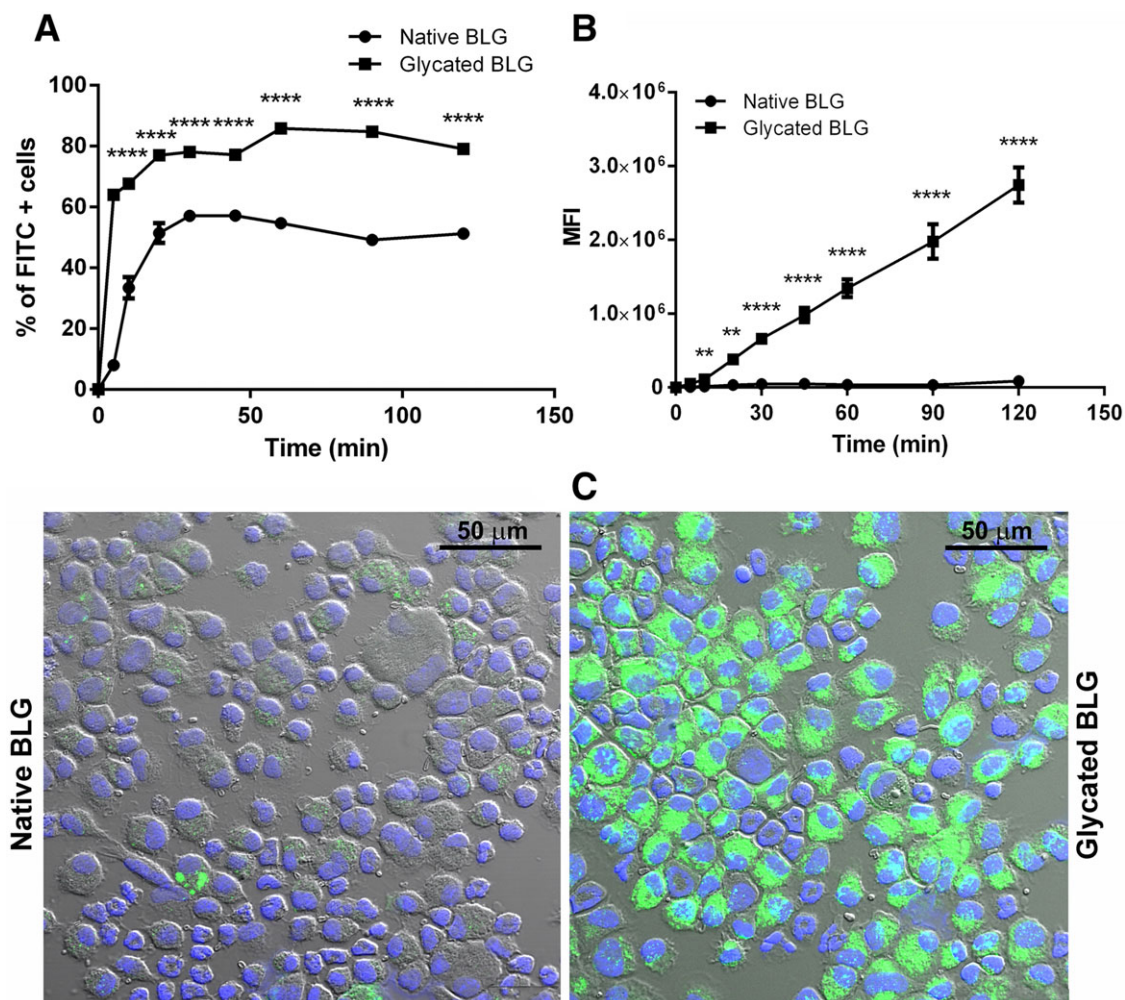 A
Native BLG
Glycated BLG
% of FITC + cells
100
80
60
40
20
0
****
****
****
****
****
****
****
0
50
100
150
Time (min)
B
Native BLG
Glycated BLG
MFI
4.0×10⁶
3.0×10⁶
2.0×10⁶
1.0×10⁶
0
**
**
****
****
****
****
****
0
30
60
90
120
150
Time (min)
C
Native BLG
50 μm
50 μm
Glycated BLG